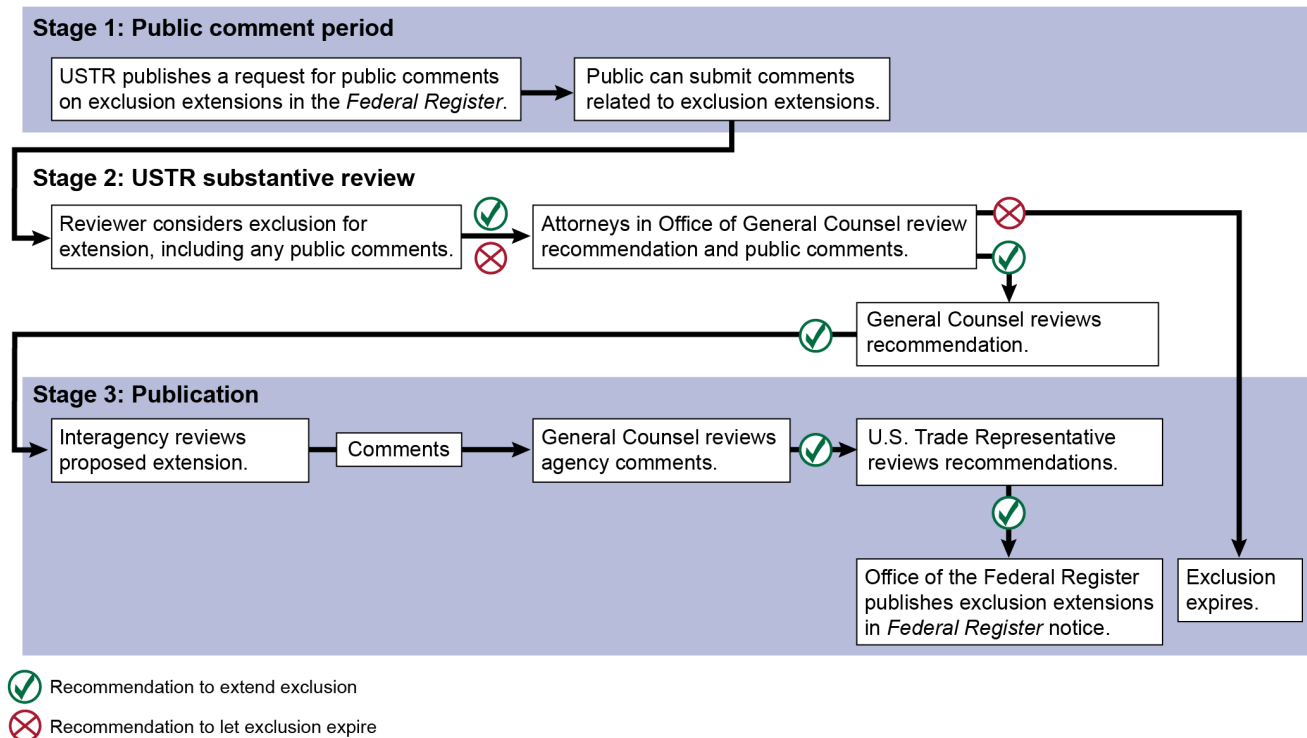 Stage 1: Public comment period
USTR publishes a request for public comments
on exclusion extensions in the Federal Register.
Public can submit comments
related to exclusion extensions.
Stage 2: USTR substantive review
Reviewer considers exclusion for
extension, including any public comments.
Attorneys in Office of General Counsel review
recommendation and public comments.
General Counsel reviews
recommendation.
Stage 3: Publication
Interagency reviews
proposed extension.
Comments
General Counsel reviews
agency comments.
U.S. Trade Representative
reviews recommendations.
Office of the Federal Register
publishes exclusion extensions
in Federal Register notice.
Exclusion
expires.
Recommendation to extend exclusion
Recommendation to let exclusion expire